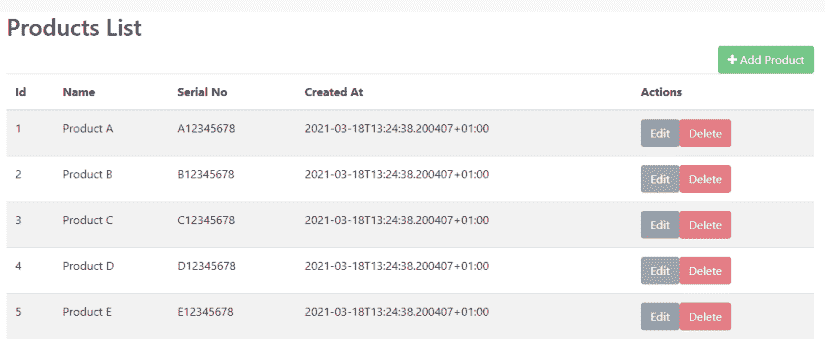 Products List
+ Add Product
Id Name Serial No Created At Actions
1 Product A A12345678 2021-03-18T13:24:38.200407+01:00 Edit Delete
2 Product B B12345678 2021-03-18T13:24:38.200407+01:00 Edit Delete
3 Product C C12345678 2021-03-18T13:24:38.200407+01:00 Edit Delete
4 Product D D12345678 2021-03-18T13:24:38.200407+01:00 Edit Delete
5 Product E E12345678 2021-03-18T13:24:38.200407+01:00 Edit Delete